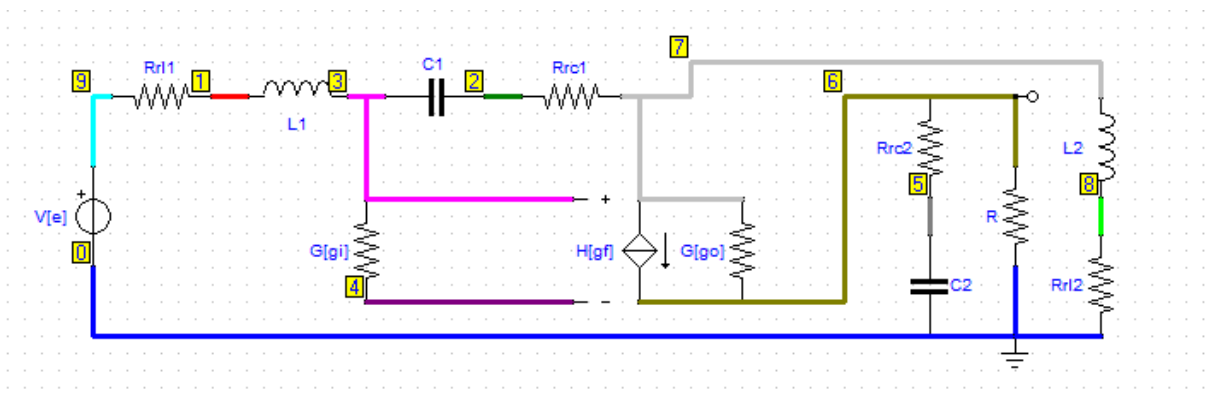 7
9 Rrl1 1 3 C1 2 Rrc1 6
L1
Rrc2 L2
+ +
5 8
V[e] R
0 G[gi] H[gf] G[go]
4
C2 Rrl2